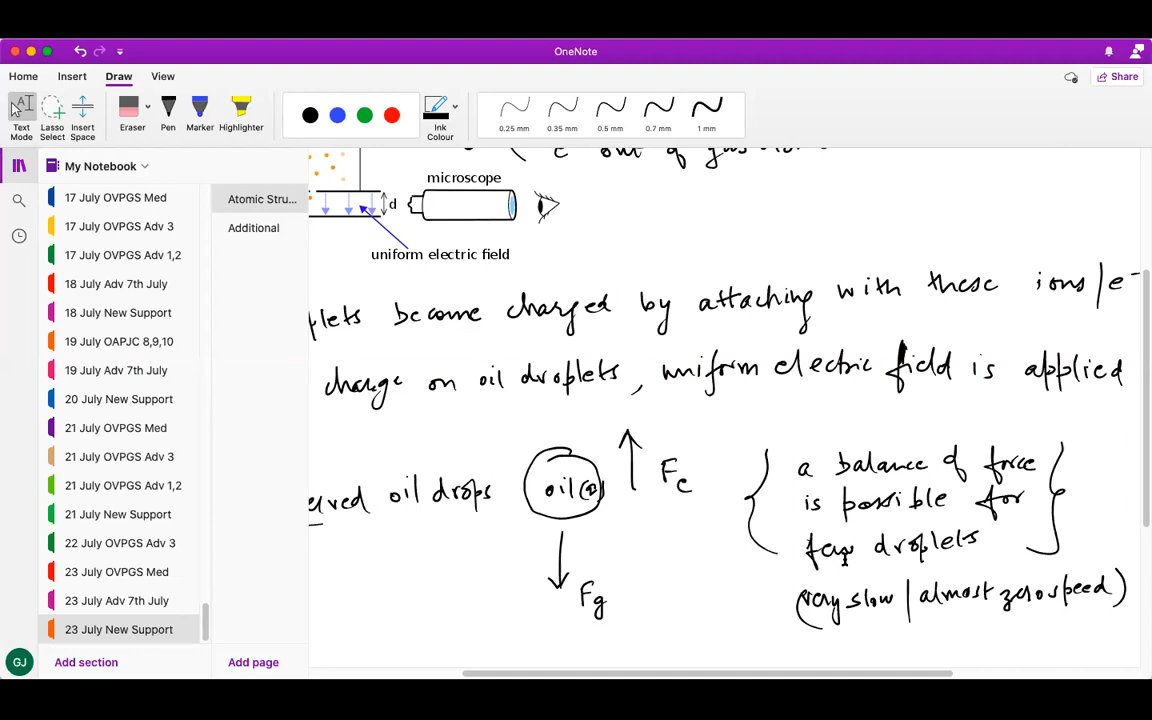 OneNote
Home Insert Draw View
Share
Text Mode
Lasso Select
Insert Space
Eraser
Pen
Marker
Highlighter
Ink Colour
0.25 mm 0.35 mm 0.5 mm 0.7 mm 1 mm
My Notebook
17 July OVPGS Med
17 July OVPGS Adv 3
17 July OVPGS Adv 1,2
18 July Adv 7th July
18 July New Support
19 July OAPJC 8,9,10
19 July Adv 7th July
20 July New Support
21 July OVPGS Med
21 July OVPGS Adv 3
21 July OVPGS Adv 1,2
21 July New Support
22 July OVPGS Adv 3
23 July OVPGS Med
23 July Adv 7th July
23 July New Support
GJ
Add section
Atomic Stru...
Additional
Add page
out of
microscope
d
uniform electric field
plets become charged by attaching with these ions/e-
charge on oil droplets, uniform electric field is applied
erved oil drops
oil
Fe
Fg
a balance of force
is possible for
few droplets
(very slow | almost zero speed)